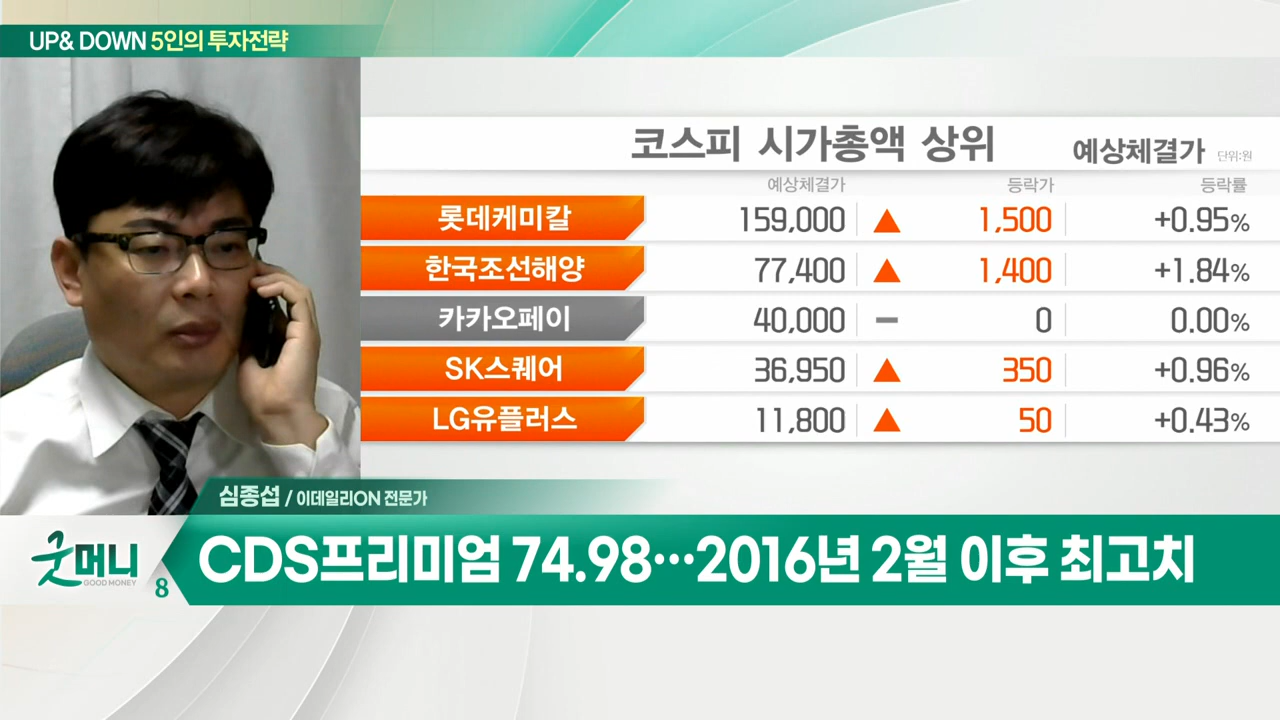 UP& DOWN 5인의 투자전략
코스피 시가총액 상위 예상체결가 단위:원
예상체결가 등락가 등락률
롯데케미칼 159,000 ▲ 1,500 +0.95%
한국조선해양 77,400 ▲ 1,400 +1.84%
카카오페이 40,000 – 0 0.00%
SK스퀘어 36,950 ▲ 350 +0.96%
LG유플러스 11,800 ▲ 50 +0.43%
심종섭 / 이데일리ON 전문가
굿머니 GOOD MONEY 8
CDS프리미엄 74.98…2016년 2월 이후 최고치